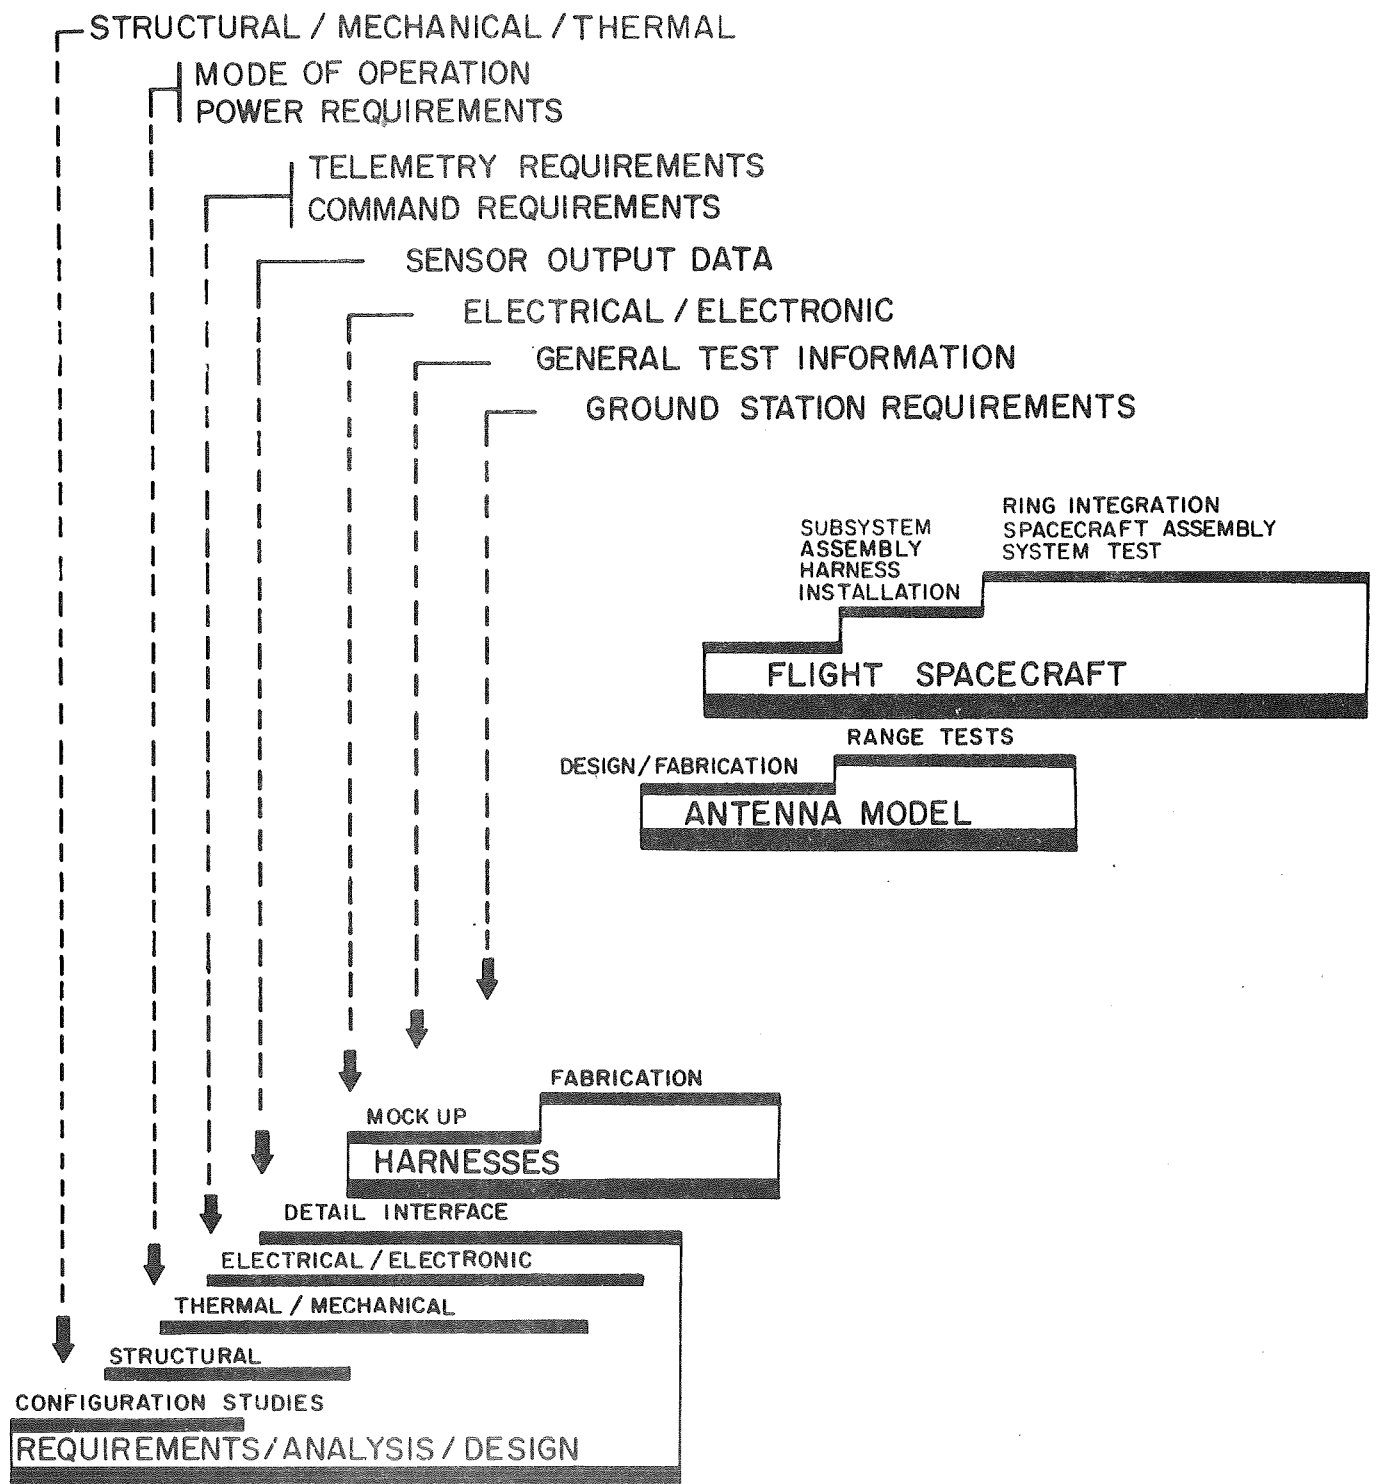 STRUCTURAL / MECHANICAL / THERMAL
MODE OF OPERATION
POWER REQUIREMENTS
TELEMETRY REQUIREMENTS
COMMAND REQUIREMENTS
SENSOR OUTPUT DATA
ELECTRICAL / ELECTRONIC
GENERAL TEST INFORMATION
GROUND STATION REQUIREMENTS
RING INTEGRATION
SPACECRAFT ASSEMBLY
SYSTEM TEST
SUBSYSTEM
ASSEMBLY
HARNESS
INSTALLATION
FLIGHT SPACECRAFT
RANGE TESTS
DESIGN/FABRICATION
ANTENNA MODEL
FABRICATION
MOCK UP
HARNESSES
DETAIL INTERFACE
ELECTRICAL / ELECTRONIC
THERMAL / MECHANICAL
STRUCTURAL
CONFIGURATION STUDIES
REQUIREMENTS/ANALYSIS/DESIGN